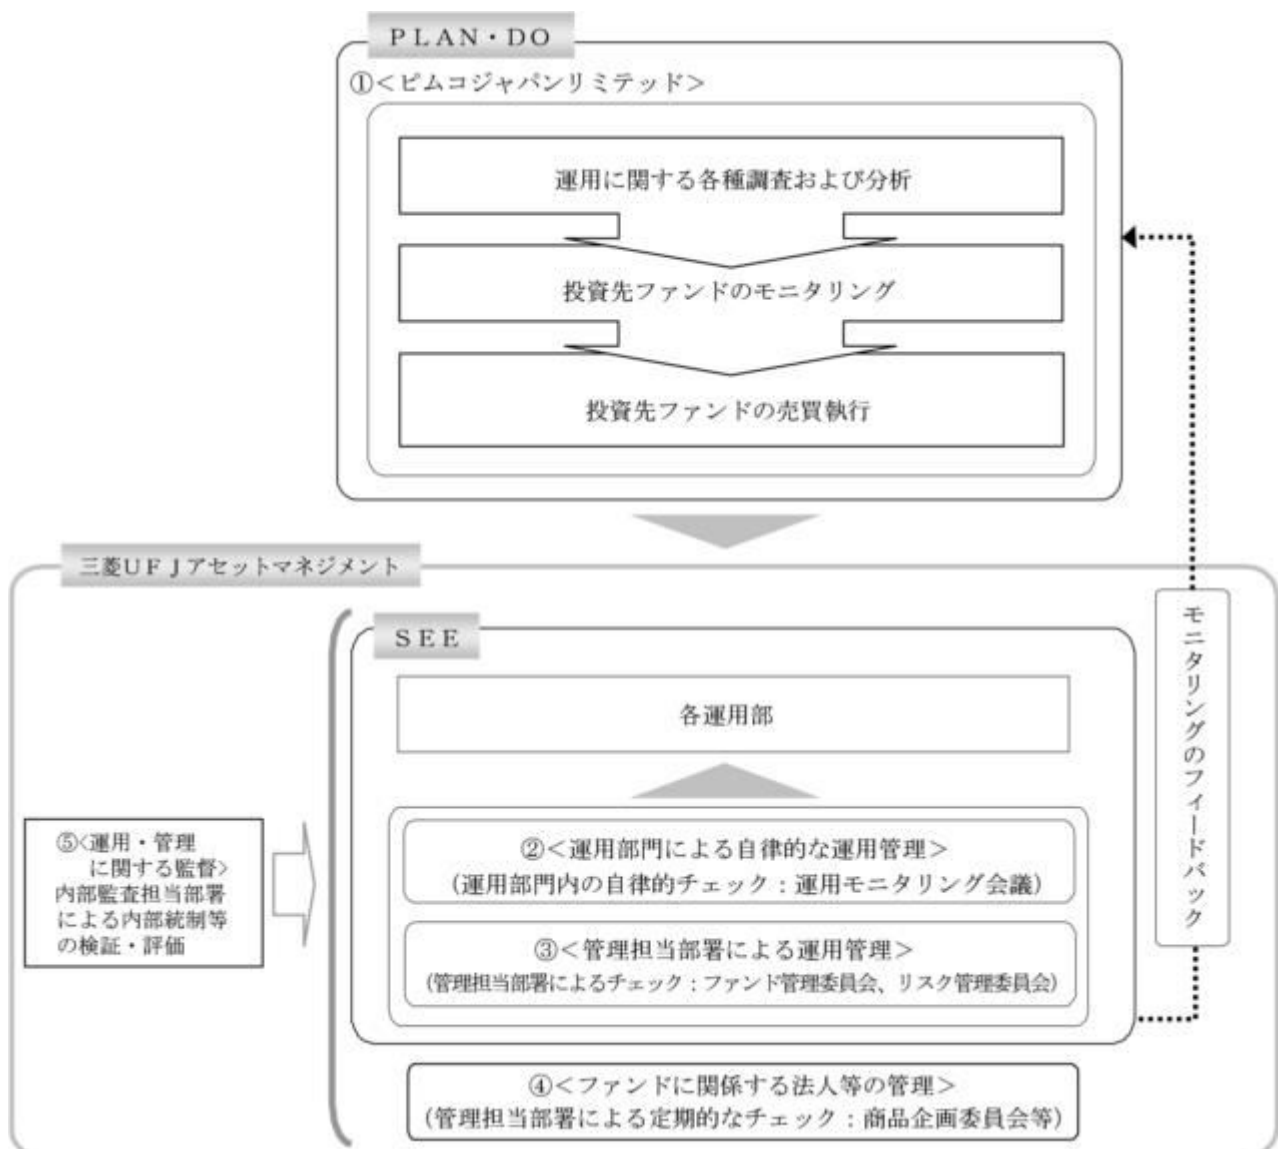 ＰＬＡＮ・ＤＯ
①＜ピムコジャパンリミテッド＞
運用に関する各種調査および分析
投資先ファンドのモニタリング
投資先ファンドの売買執行
三菱ＵＦＪアセットマネジメント
ＳＥＥ
各運用部
②＜運用部門による自律的な運用管理＞
（運用部門内の自律的チェック：運用モニタリング会議）
③＜管理担当部署による運用管理＞
（管理担当部署によるチェック：ファンド管理委員会、リスク管理委員会）
④＜ファンドに関係する法人等の管理＞
（管理担当部署による定期的なチェック：商品企画委員会等）
⑤＜運用・管理
に関する監督＞
内部監査担当部署
による内部統制等
の検証・評価
モニタリングのフィードバック